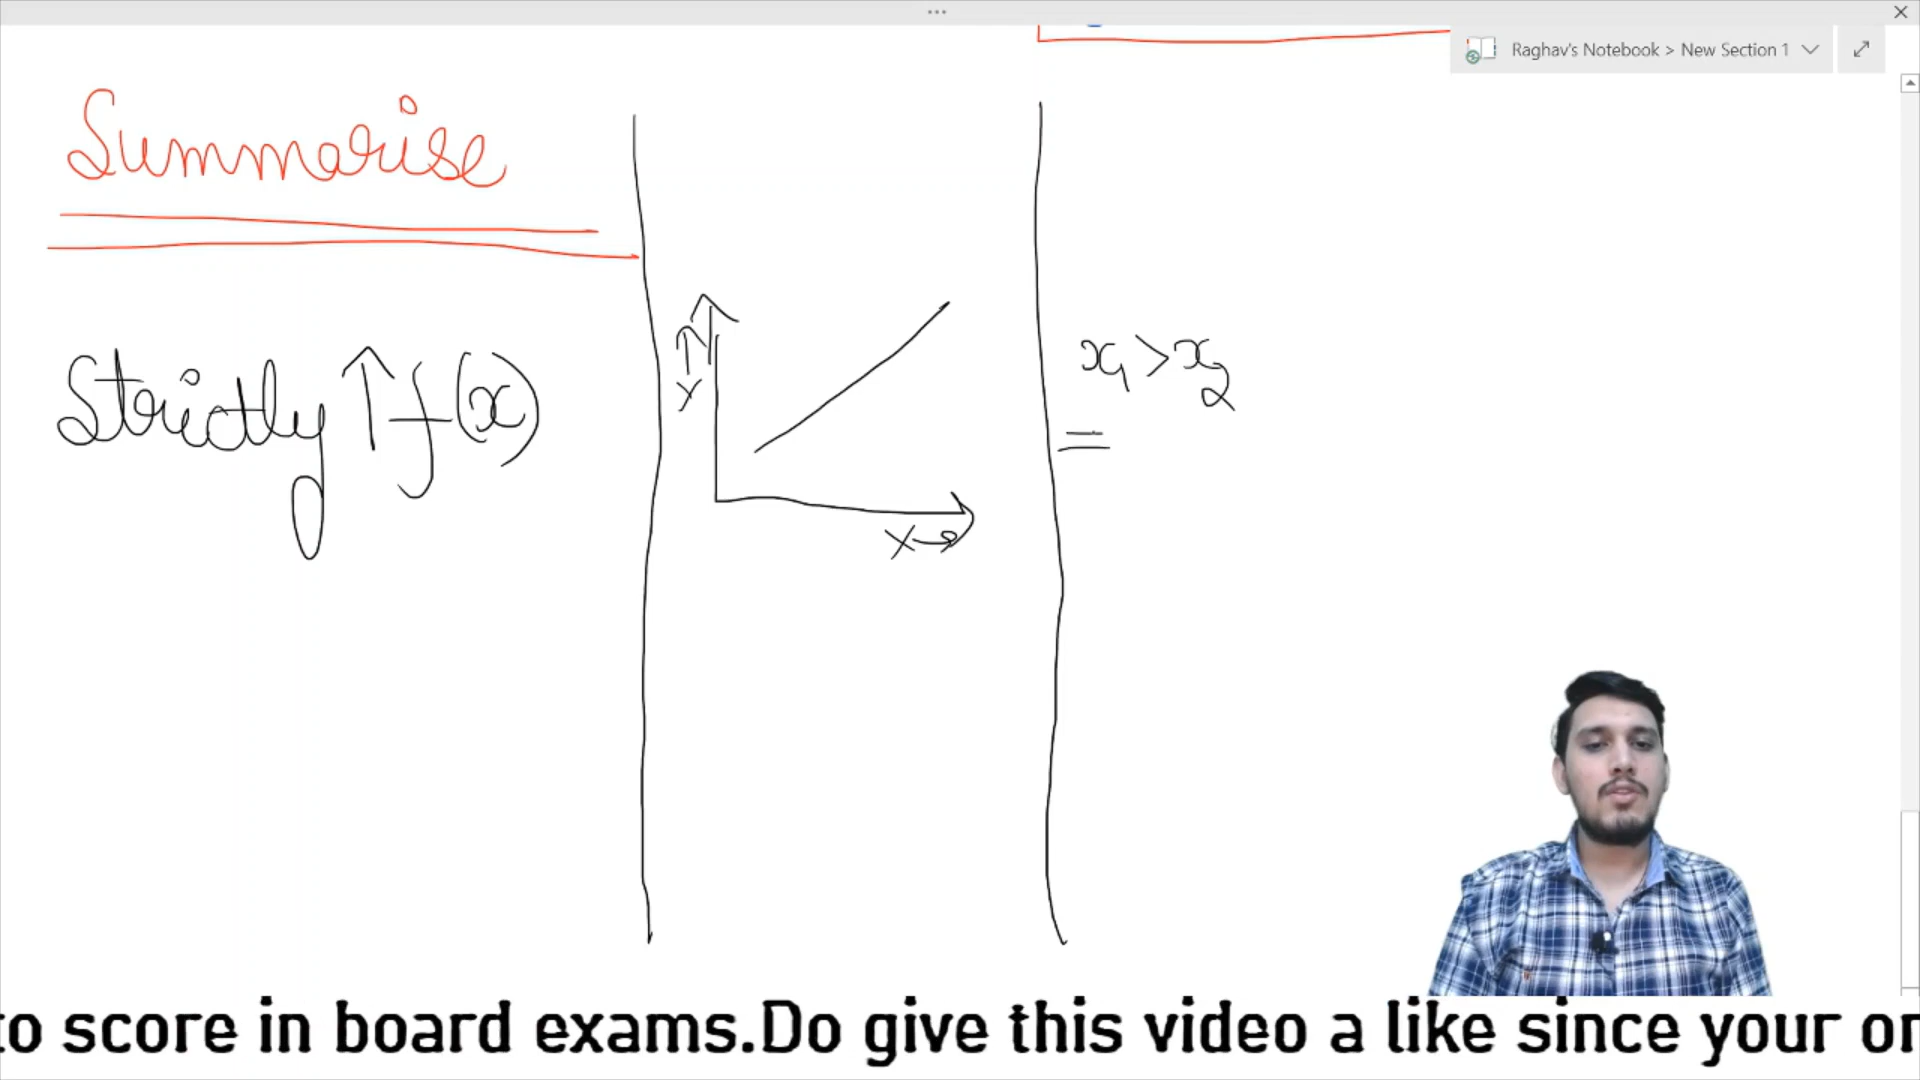 Raghav's Notebook > New Section 1
Summarise
Strictly ↑ f(x)
Y→
X→
x₁ > x₂
=
to score in board exams.Do give this video a like since your